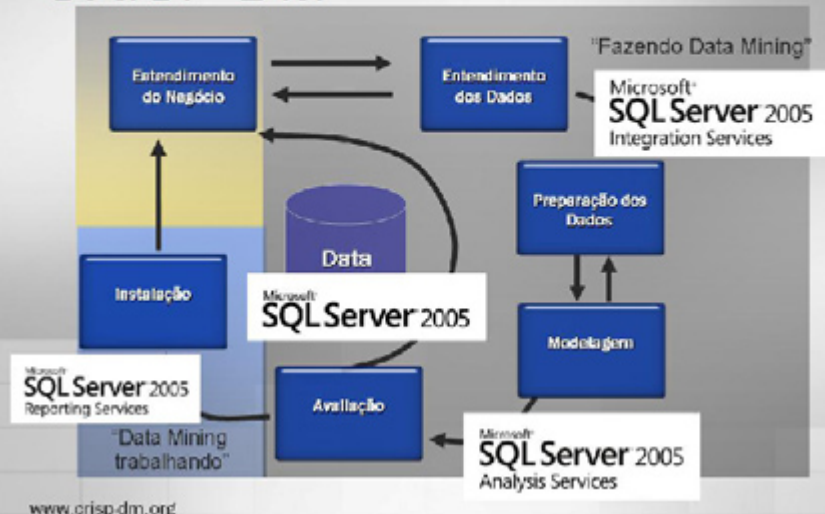 Entendimento
do Negócio
Entendimento
dos Dados
"Fazendo Data Mining"
Microsoft
SQL Server 2005
Integration Services
Preparação dos
Dados
Data
Microsoft
SQL Server 2005
Instalação
Modelagem
Microsoft
SQL Server 2005
Reporting Services
Avaliação
"Data Mining
trabalhando"
Microsoft
SQL Server 2005
Analysis Services
www.crisp-dm.org